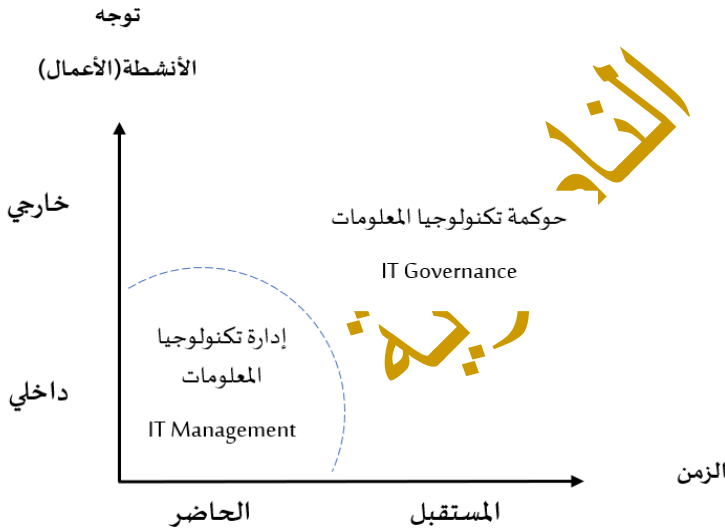 توجه
الأنشطة(الأعمال)
خارجي
حوكمة تكنولوجيا المعلومات
IT Governance
إدارة تكنولوجيا
المعلومات
IT Management
داخلي
الزمن
الحاضر
المستقبل